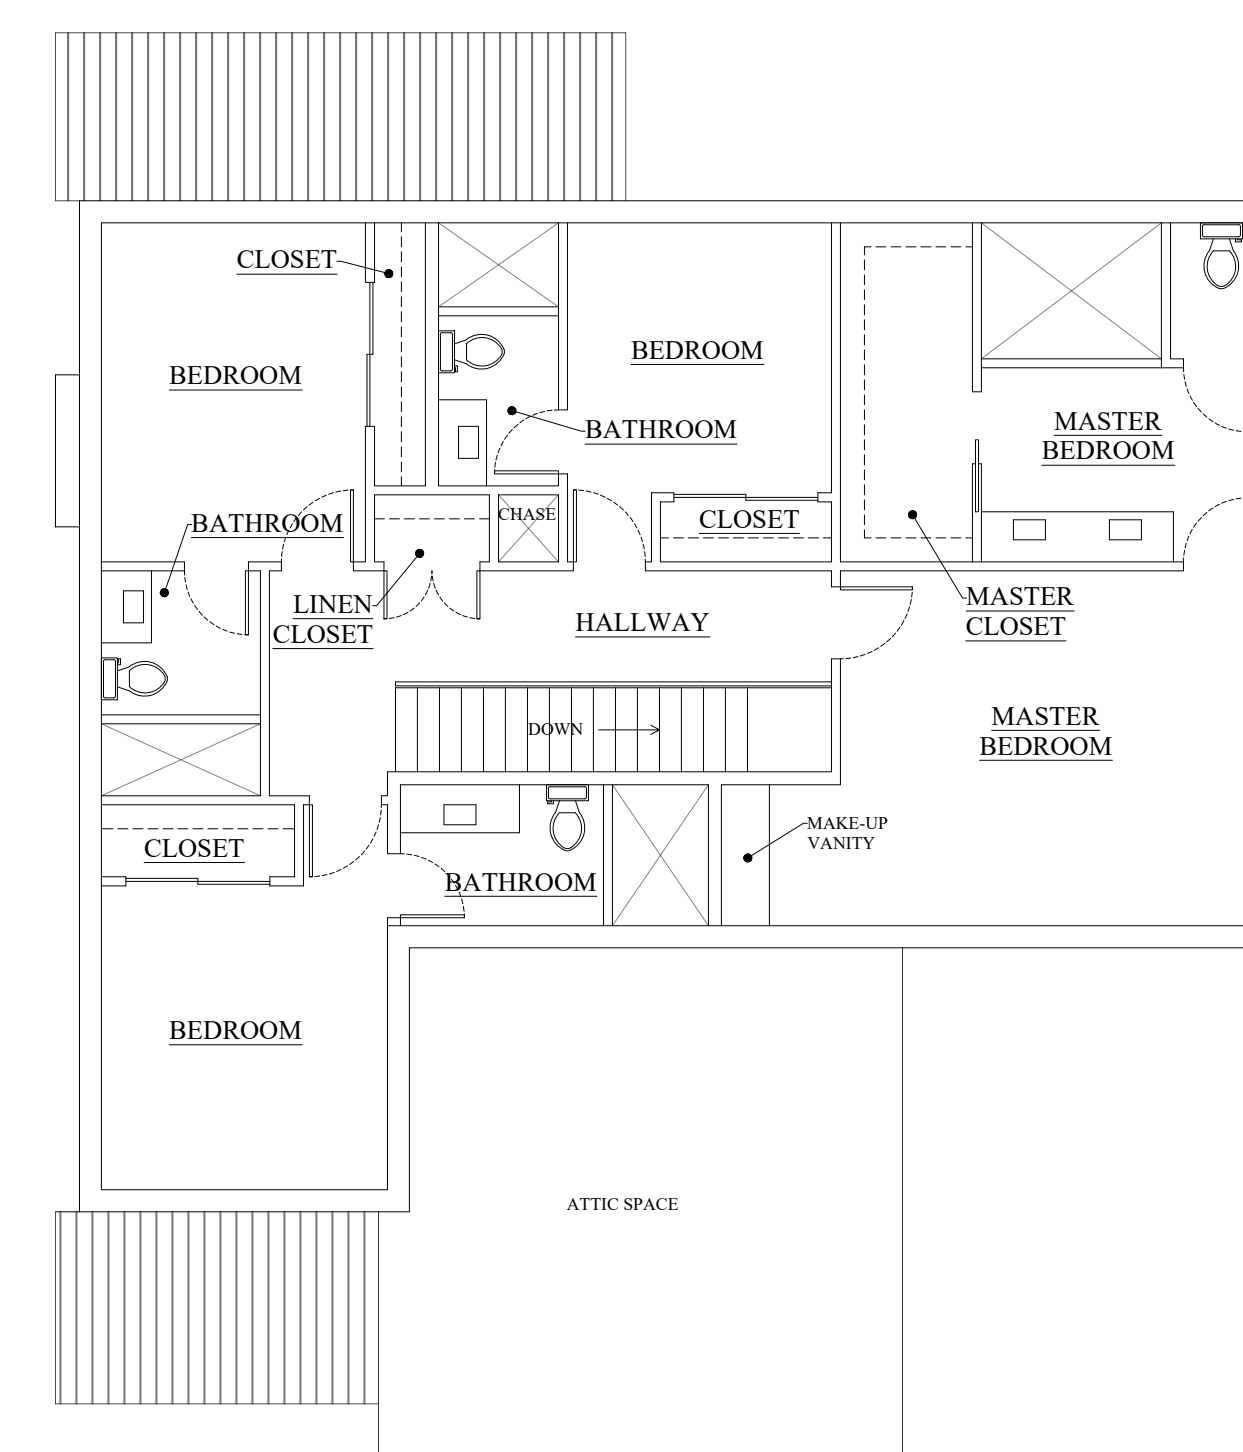 CLOSET
BEDROOM
BEDROOM
BATHROOM
MASTER
BEDROOM
BATHROOM
CHASE
CLOSET
LINEN
CLOSET
HALLWAY
MASTER
CLOSET
DOWN
MASTER
BEDROOM
MAKE-UP
VANITY
CLOSET
BATHROOM
BEDROOM
ATTIC SPACE